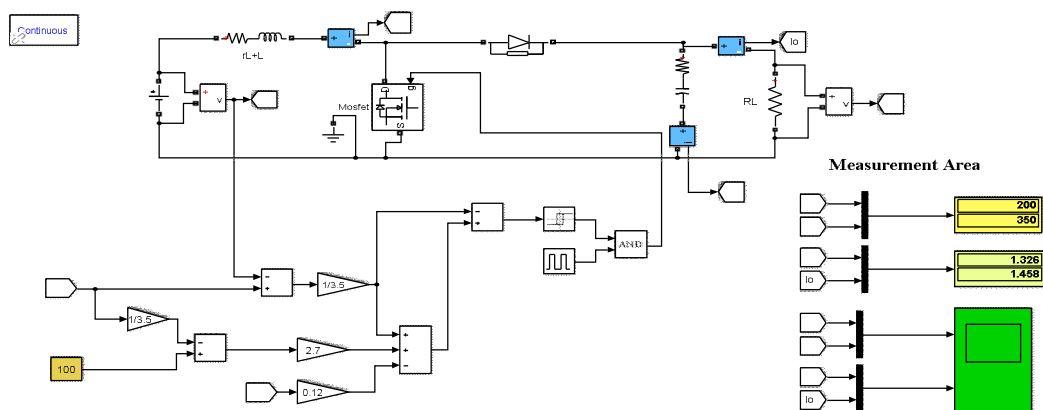 Continuous
rL+L
+
i
-
Io
+
v
Mosfet
D
g
S
RL
+
v
Measurement Area
200
350
AND
1/3.5
1.326
1.458
Io
1/3.5
100
2.7
0.12
Io